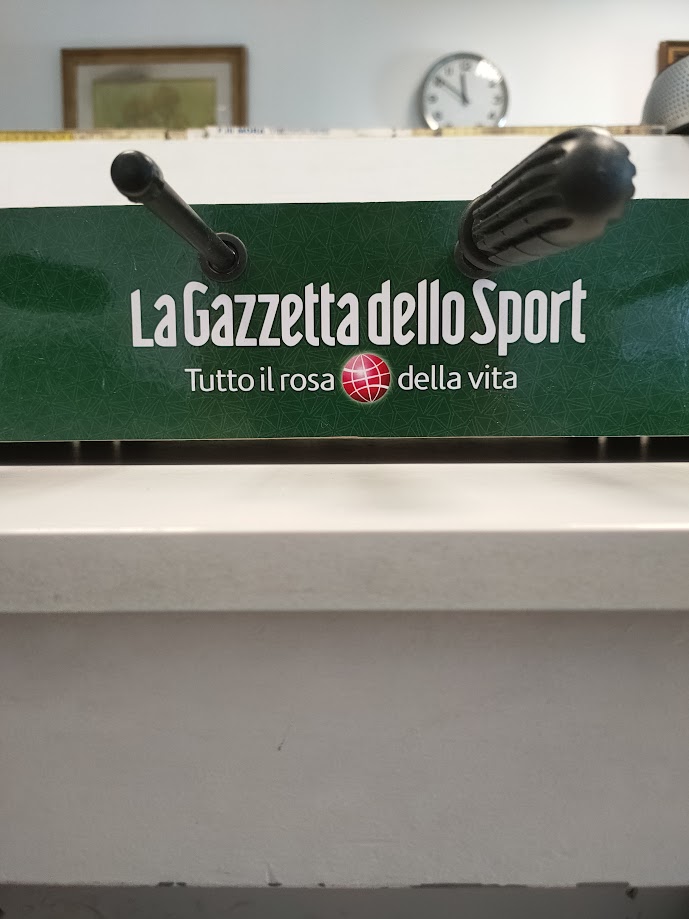 La Gazzetta dello Sport
Tutto il rosa della vita